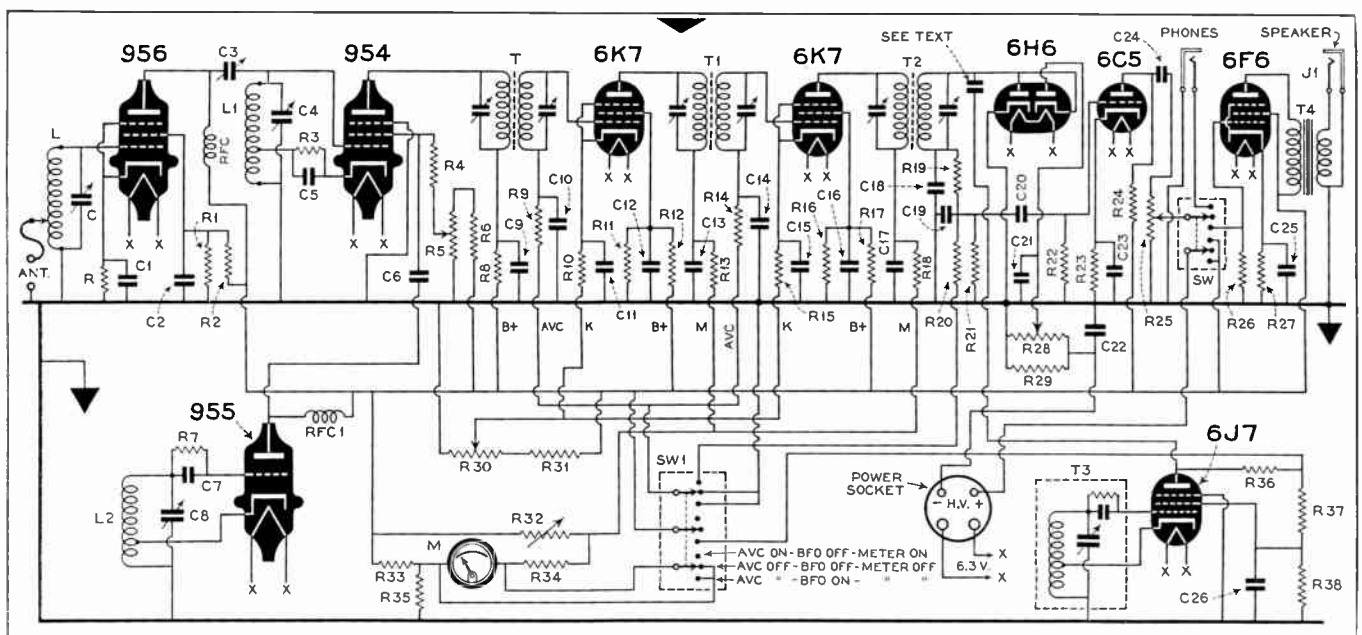 956
C3
954
T
6K7
T1
6K7
T2
SEE TEXT
6H6
6C5
C24
PHONES
6F6
SPEAKER
J1
T4
L
C
RFC
L1
C4
R3
C5
R4
R5
R6
R9
C10
C9
R8
R10
R11
C12
R12
C11
R14
C14
C13
R13
R16
C16
R17
C15
R15
C17
R18
R19
C18
C19
C20
R20
R21
C21
R22
R23
C23
R24
R25
SW
R26
R27
C25
ANT.
R
C1
R1
C2
R2
C6
X X
X X
X X
X X
X X
X X
X X
B+
AVC
K
B+
M
AVC
K
B+
M
R28
R29
C22
955
RFC1
R7
C7
L2
C8
X X
R30
R31
SW1
R32
R33
M
R34
R35
POWER
SOCKET
- H.V. +
6.3 V.
X
X
AVC ON-BFO OFF-METER ON
AVC OFF-BFO OFF-METER OFF
AVC " -BFO ON- " "
T3
6J7
X X
R36
R37
R38
C26